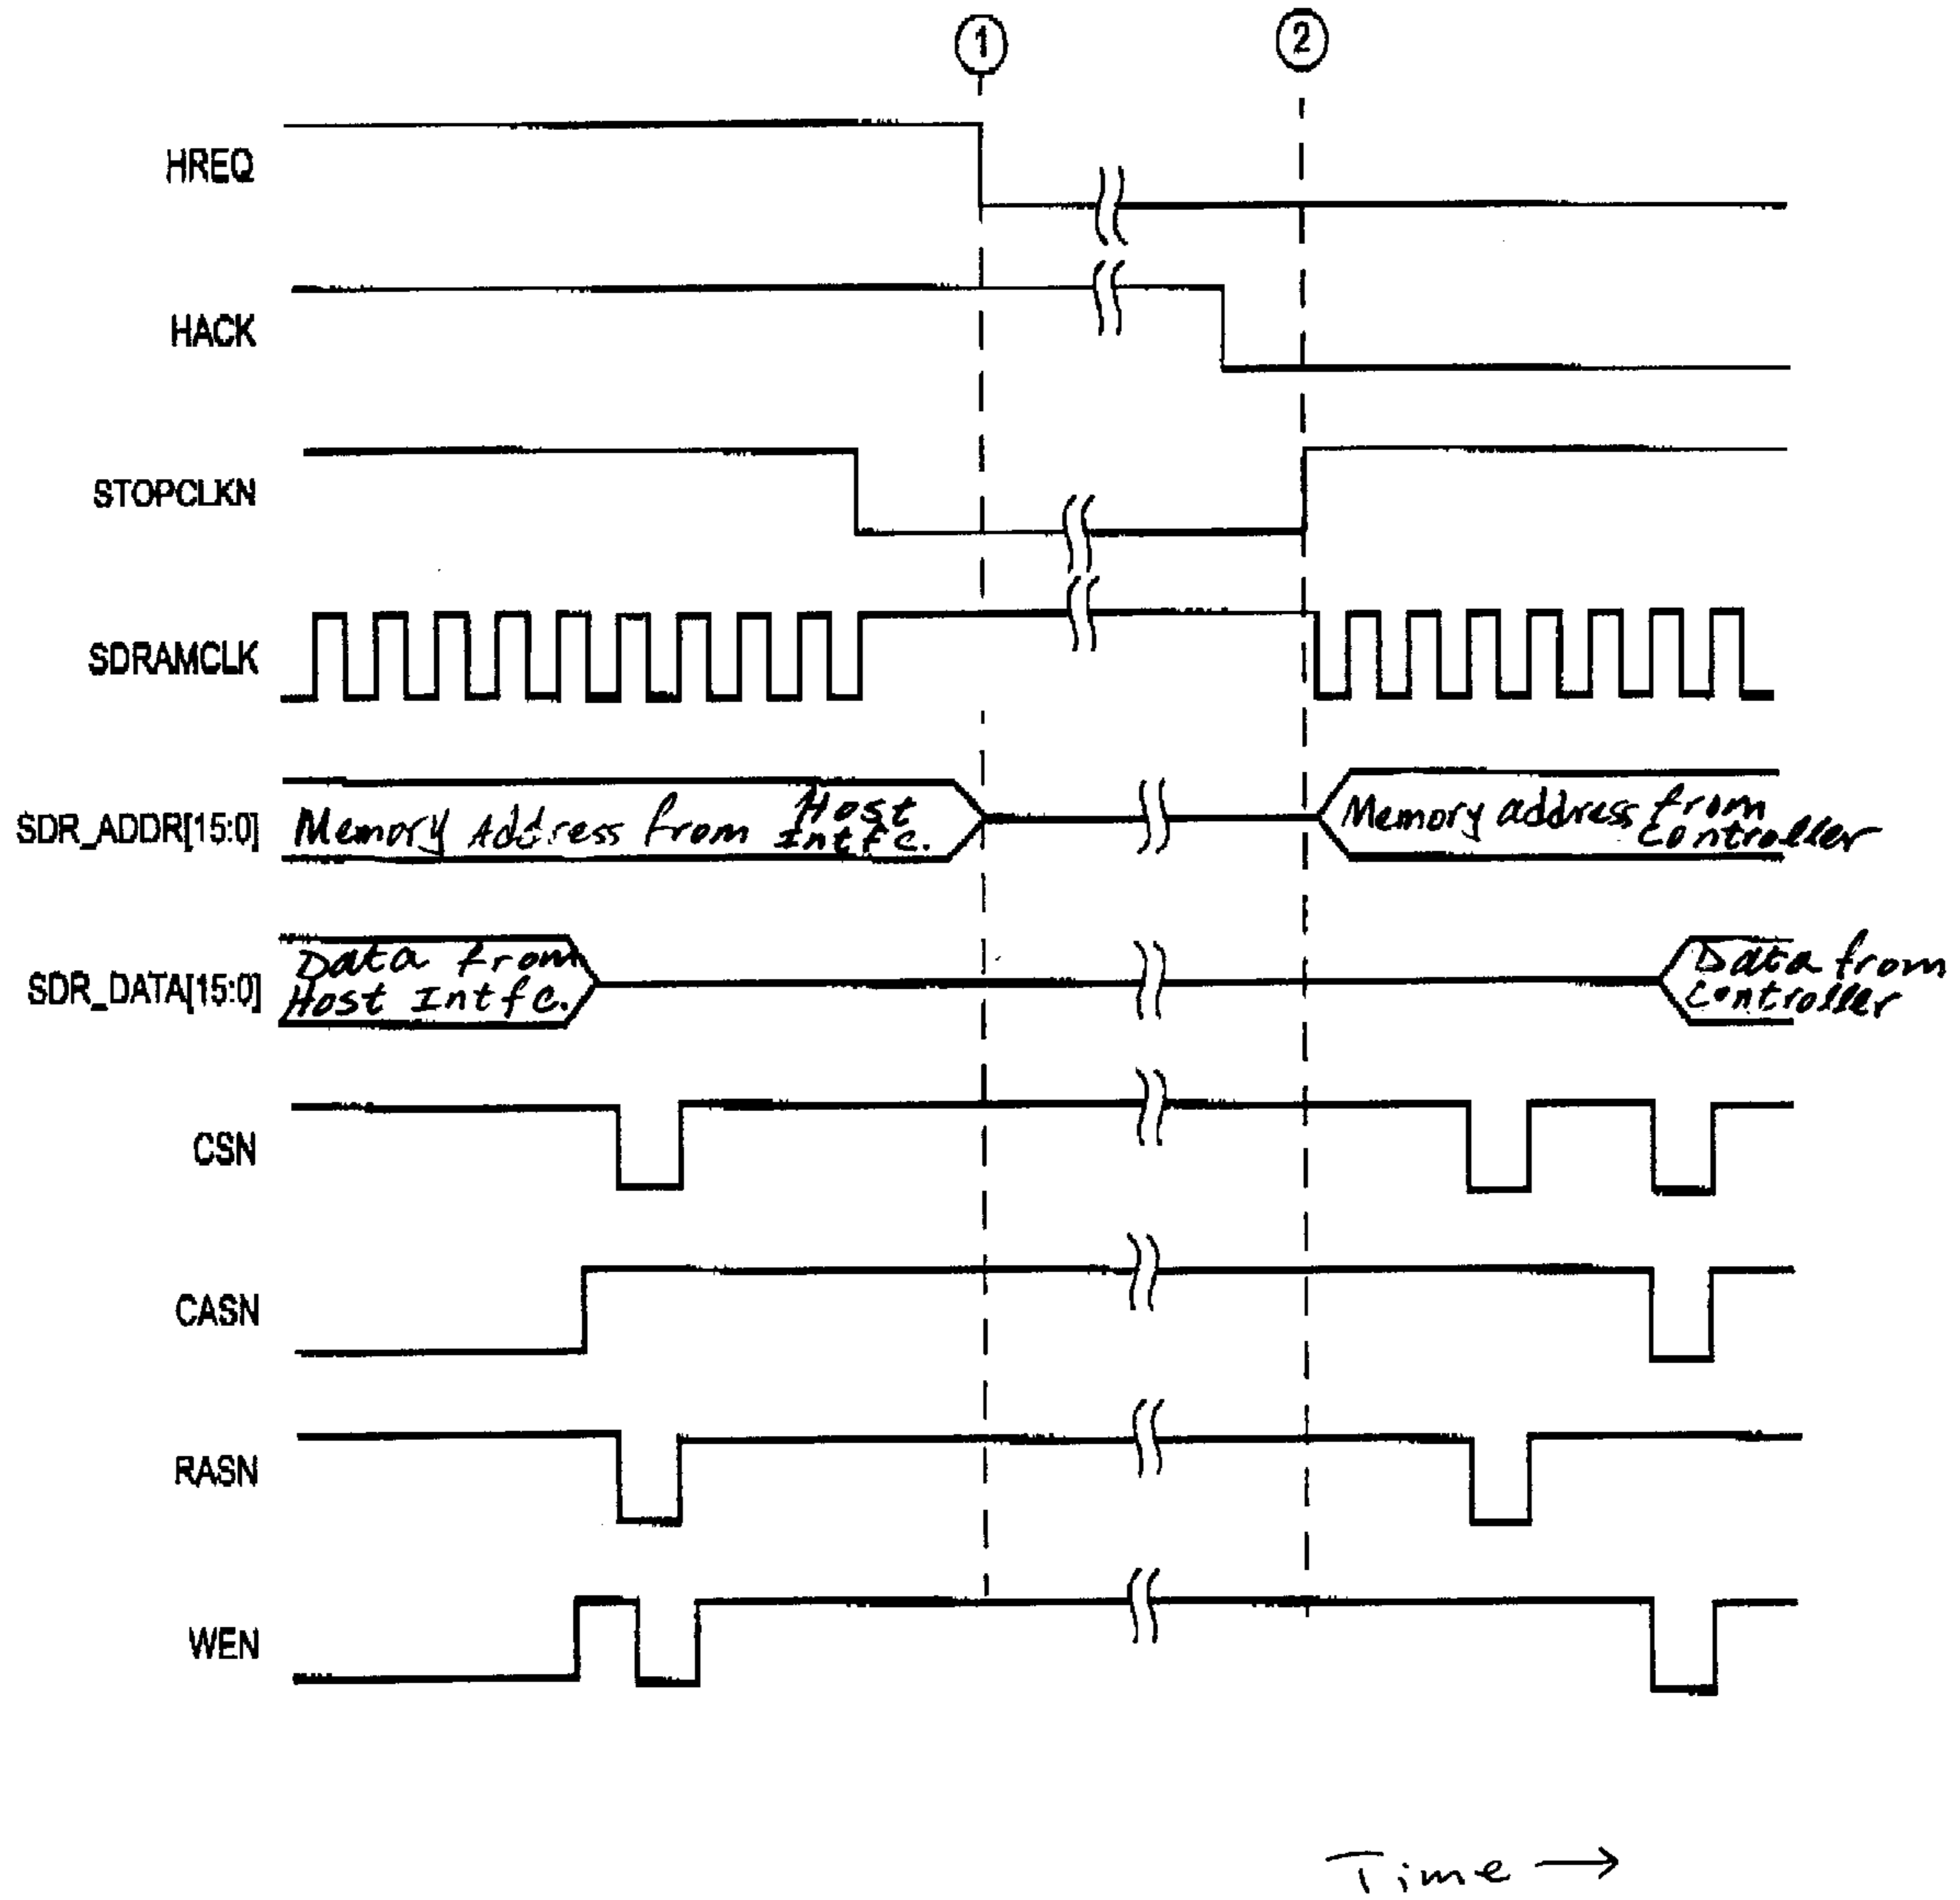 1
2
HREQ
HACK
STOPCLKN
SDRAMCLK
SDR_ADDR[15:0]
Memory Address from Host
Intfc.
Memory address from
controller
SDR_DATA[15:0]
Data from
Host Intfc.
Data from
controller
CSN
CASN
RASN
WEN
Time →